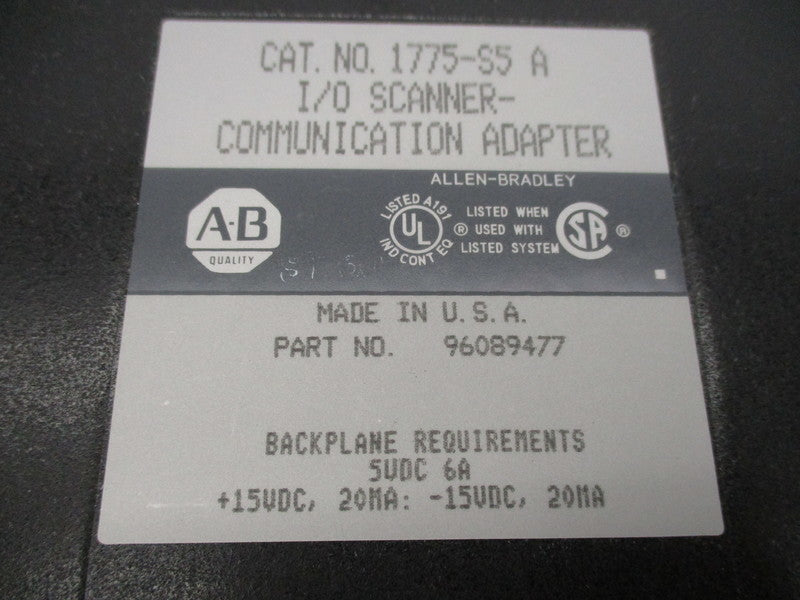 CAT. NO. 1775-S5 A
I/O SCANNER-
COMMUNICATION ADAPTER
ALLEN-BRADLEY
A-B
QUALITY
LISTED A191
UL
IND CONT EQ
®
LISTED WHEN
USED WITH
LISTED SYSTEM
SA
®
MADE IN U.S.A.
PART NO. 96089477
BACKPLANE REQUIREMENTS
5VDC 6A
+15VDC, 20MA: -15VDC, 20MA